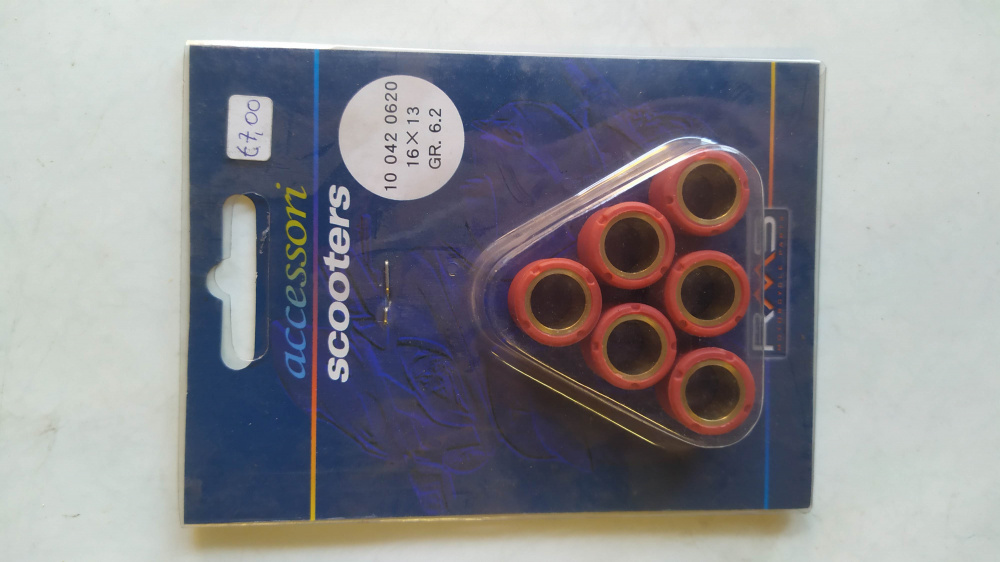 €7,00
accessori
scooters
10 042 0620
16 X 13
GR. 6.2
RMS